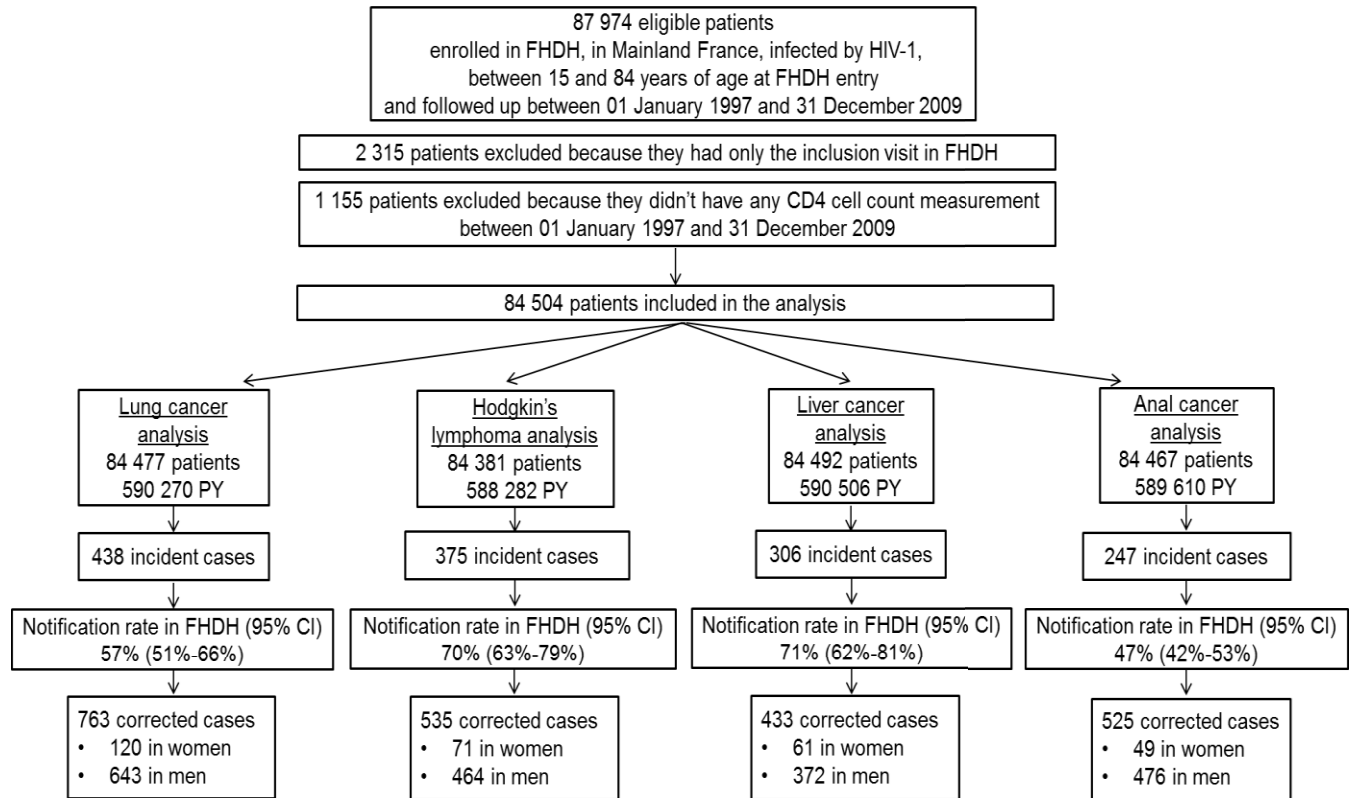 87 974 eligible patients
enrolled in FHDH, in Mainland France, infected by HIV-1,
between 15 and 84 years of age at FHDH entry
and followed up between 01 January 1997 and 31 December 2009
2 315 patients excluded because they had only the inclusion visit in FHDH
1 155 patients excluded because they didn't have any CD4 cell count measurement
between 01 January 1997 and 31 December 2009
84 504 patients included in the analysis
Lung cancer
analysis
84 477 patients
590 270 PY
438 incident cases
Notification rate in FHDH (95% CI)
57% (51%-66%)
763 corrected cases
• 120 in women
• 643 in men
Hodgkin's
lymphoma analysis
84 381 patients
588 282 PY
375 incident cases
Notification rate in FHDH (95% CI)
70% (63%-79%)
535 corrected cases
• 71 in women
• 464 in men
Liver cancer
analysis
84 492 patients
590 506 PY
306 incident cases
Notification rate in FHDH (95% CI)
71% (62%-81%)
433 corrected cases
• 61 in women
• 372 in men
Anal cancer
analysis
84 467 patients
589 610 PY
247 incident cases
Notification rate in FHDH (95% CI)
47% (42%-53%)
525 corrected cases
• 49 in women
• 476 in men